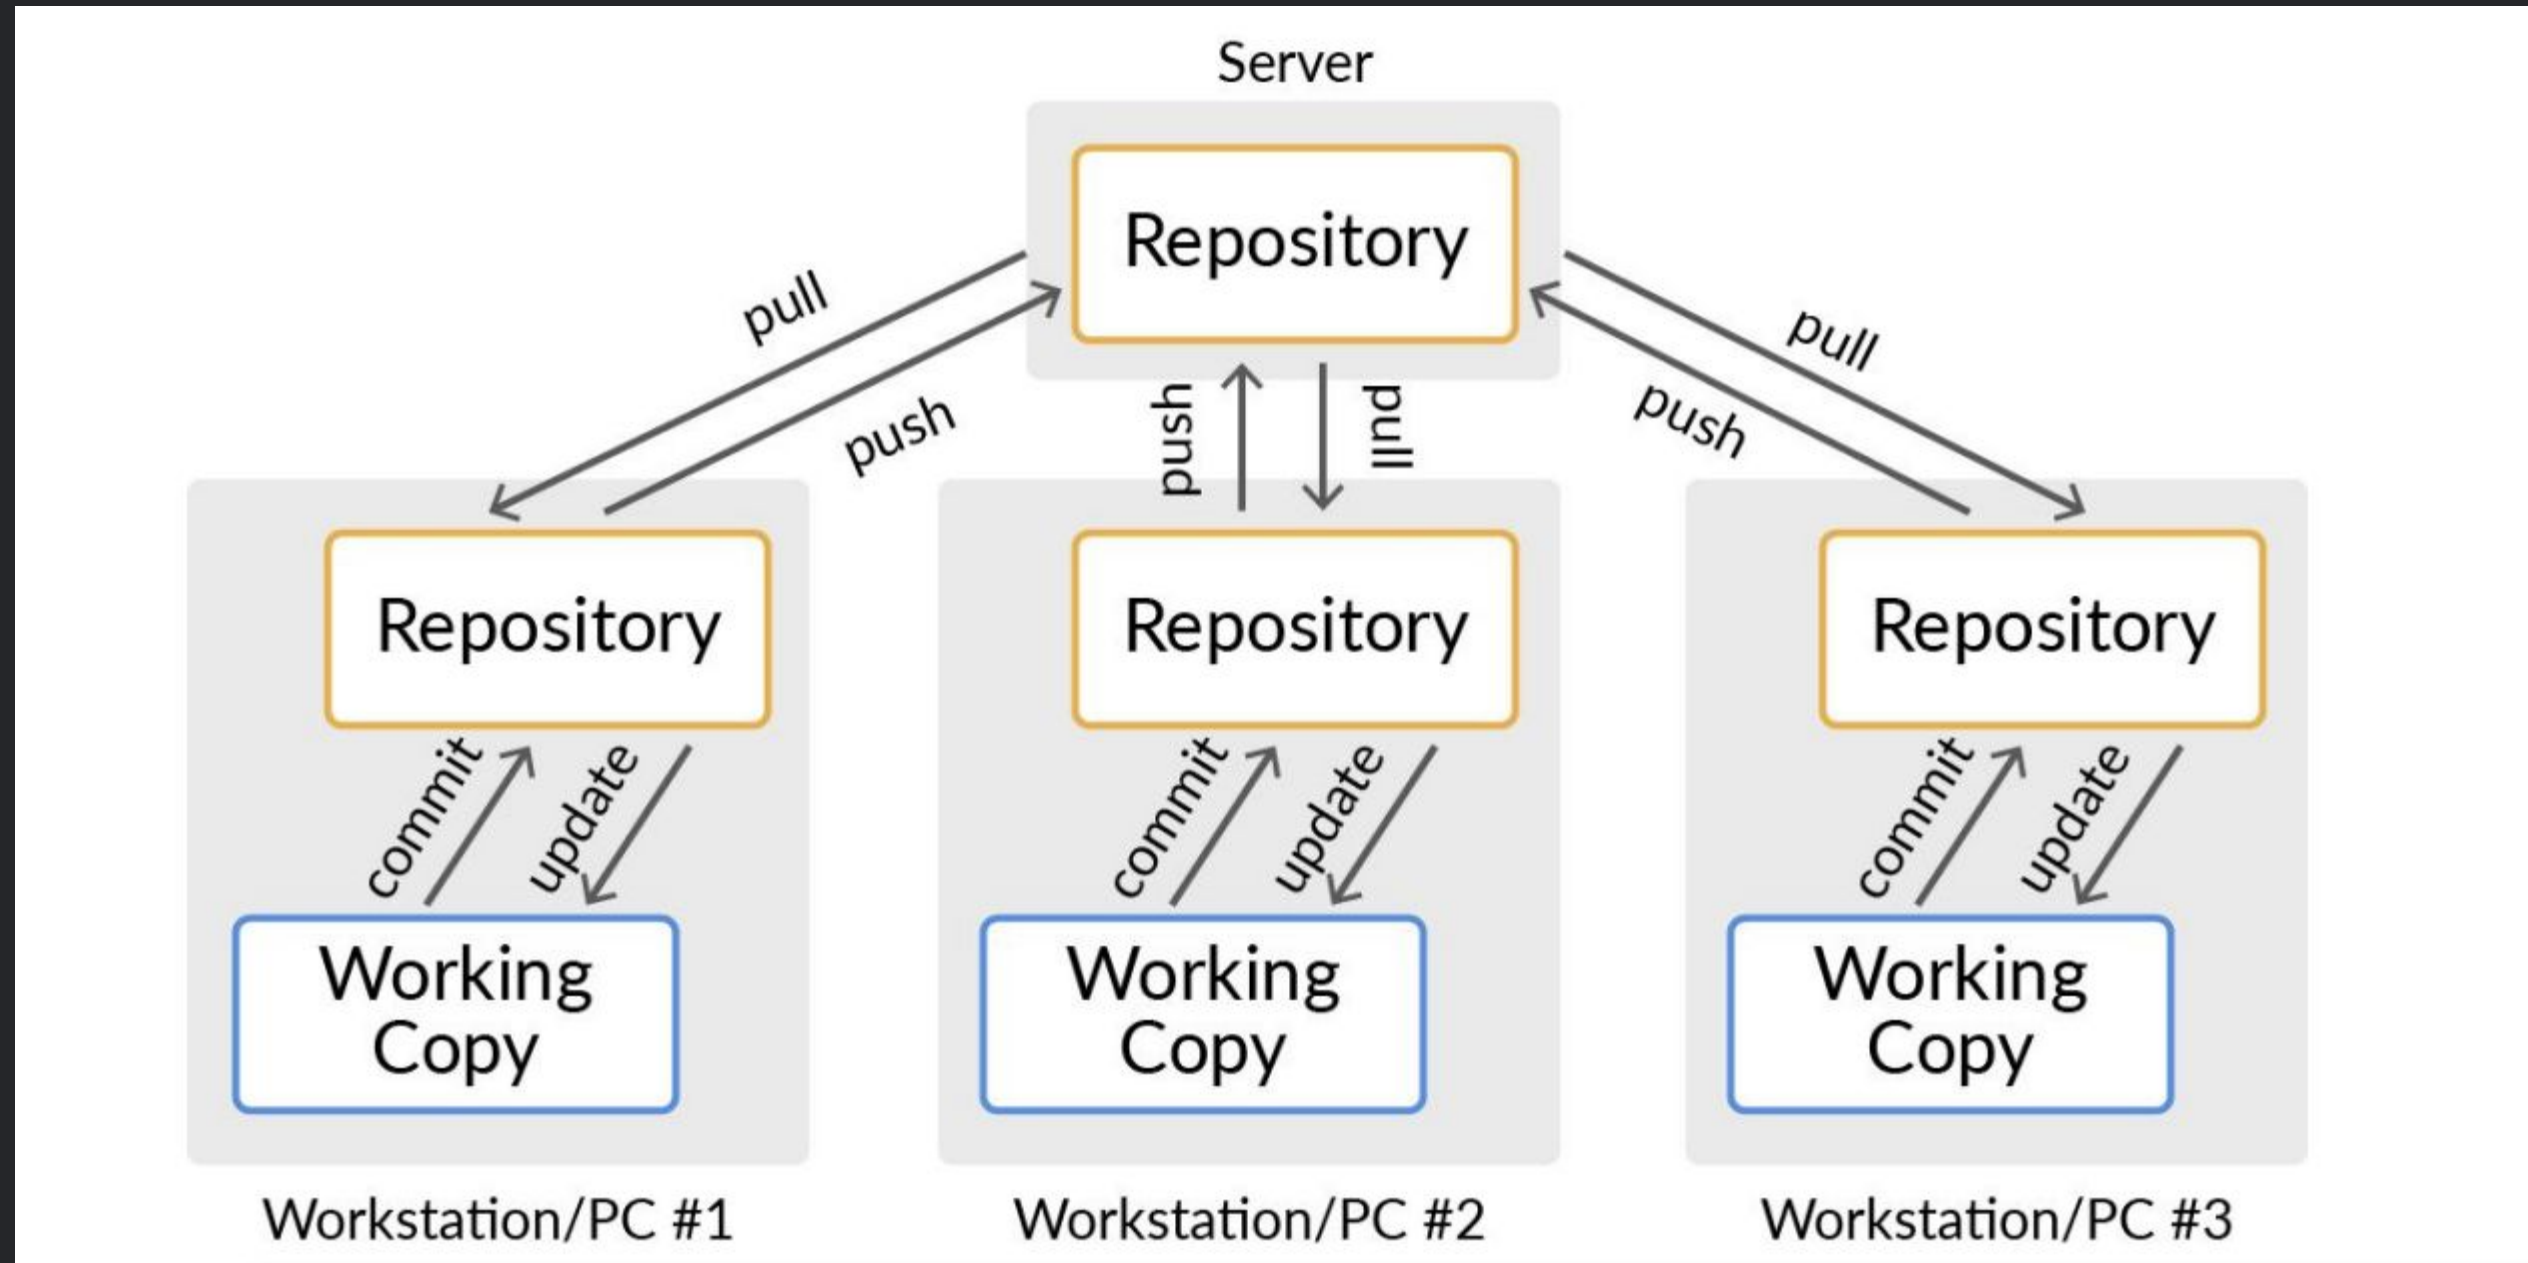 Server
Repository
pull
push
push
pull
push
pull
Repository
Repository
Repository
commit
update
commit
update
commit
update
Working
Copy
Working
Copy
Working
Copy
Workstation/PC #1
Workstation/PC #2
Workstation/PC #3